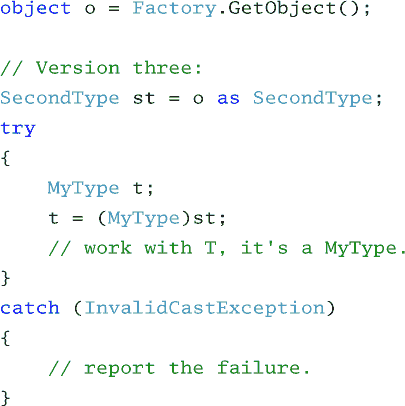 object o = Factory.GetObject();
// Version three:
SecondType st = o as SecondType;
try
{
    MyType t;
    t = (MyType)st;
    // work with T, it's a MyType.
}
catch (InvalidCastException)
{
    // report the failure.
}